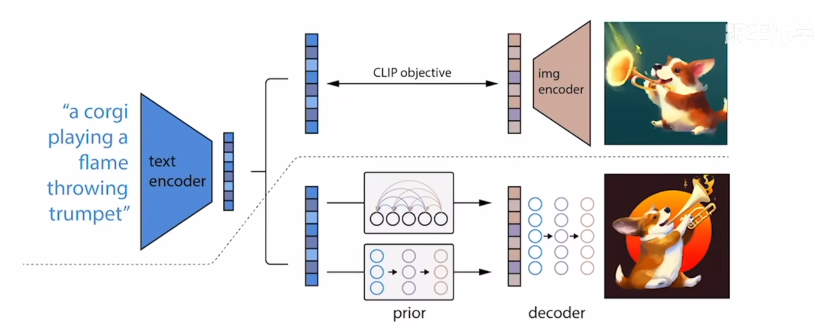 "a corgi
playing a
flame
throwing
trumpet"
text
encoder
CLIP objective
img
encoder
prior
decoder